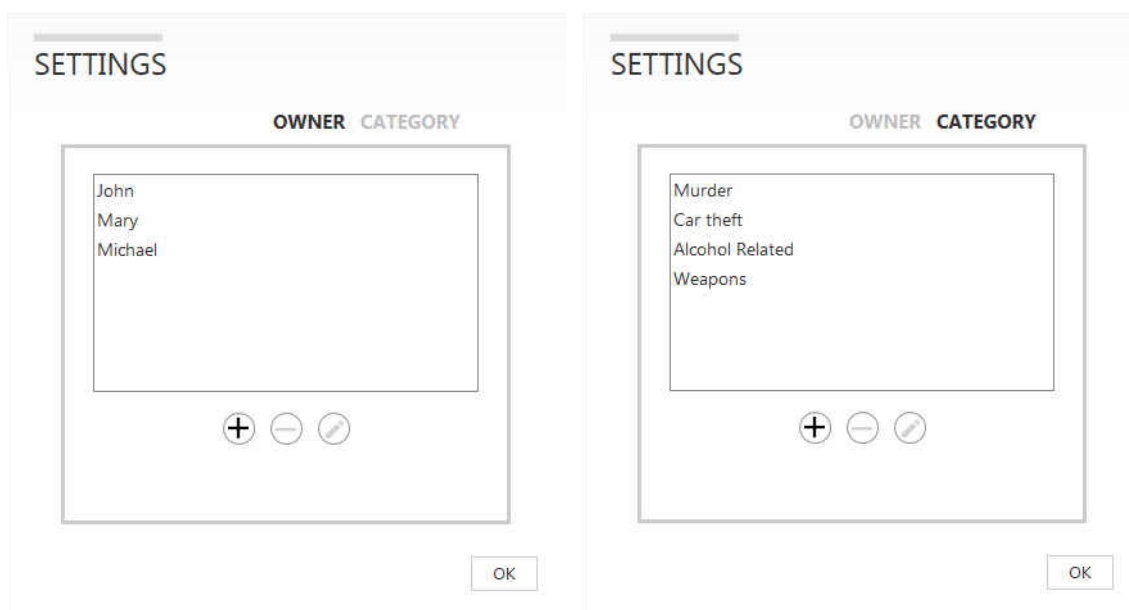 SETTINGS
OWNER CATEGORY
John
Mary
Michael
OK
SETTINGS
OWNER CATEGORY
Murder
Car theft
Alcohol Related
Weapons
OK